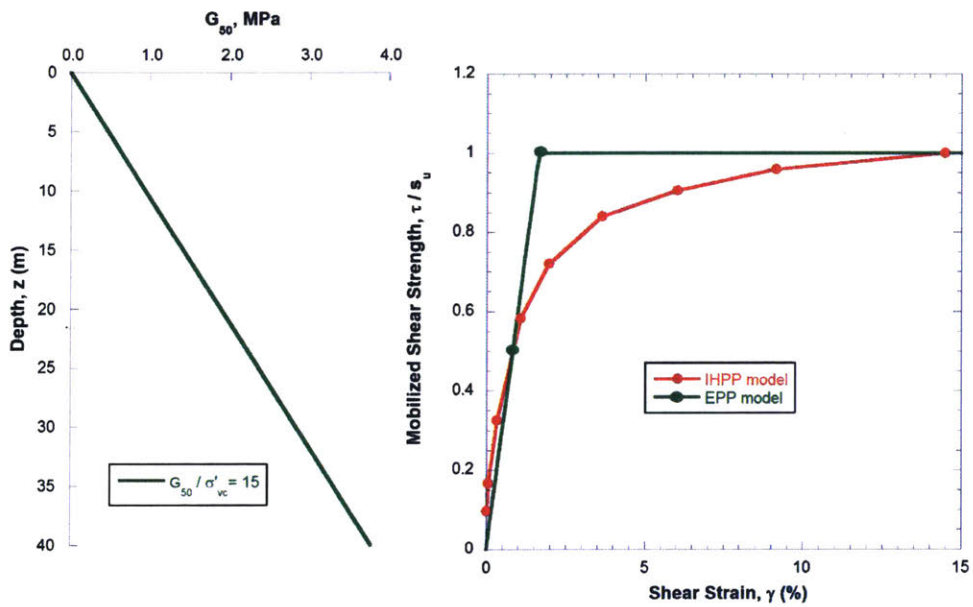 G50, MPa
0.0 1.0 2.0 3.0 4.0
0
5
10
15
20
25
30
35
40
Depth, z (m)
G50 / σ'vc = 15
1.2
1
0.8
0.6
0.4
0.2
0
Mobilized Shear Strength, τ / su
IHPP model
EPP model
0 5 10 15
Shear Strain, γ (%)